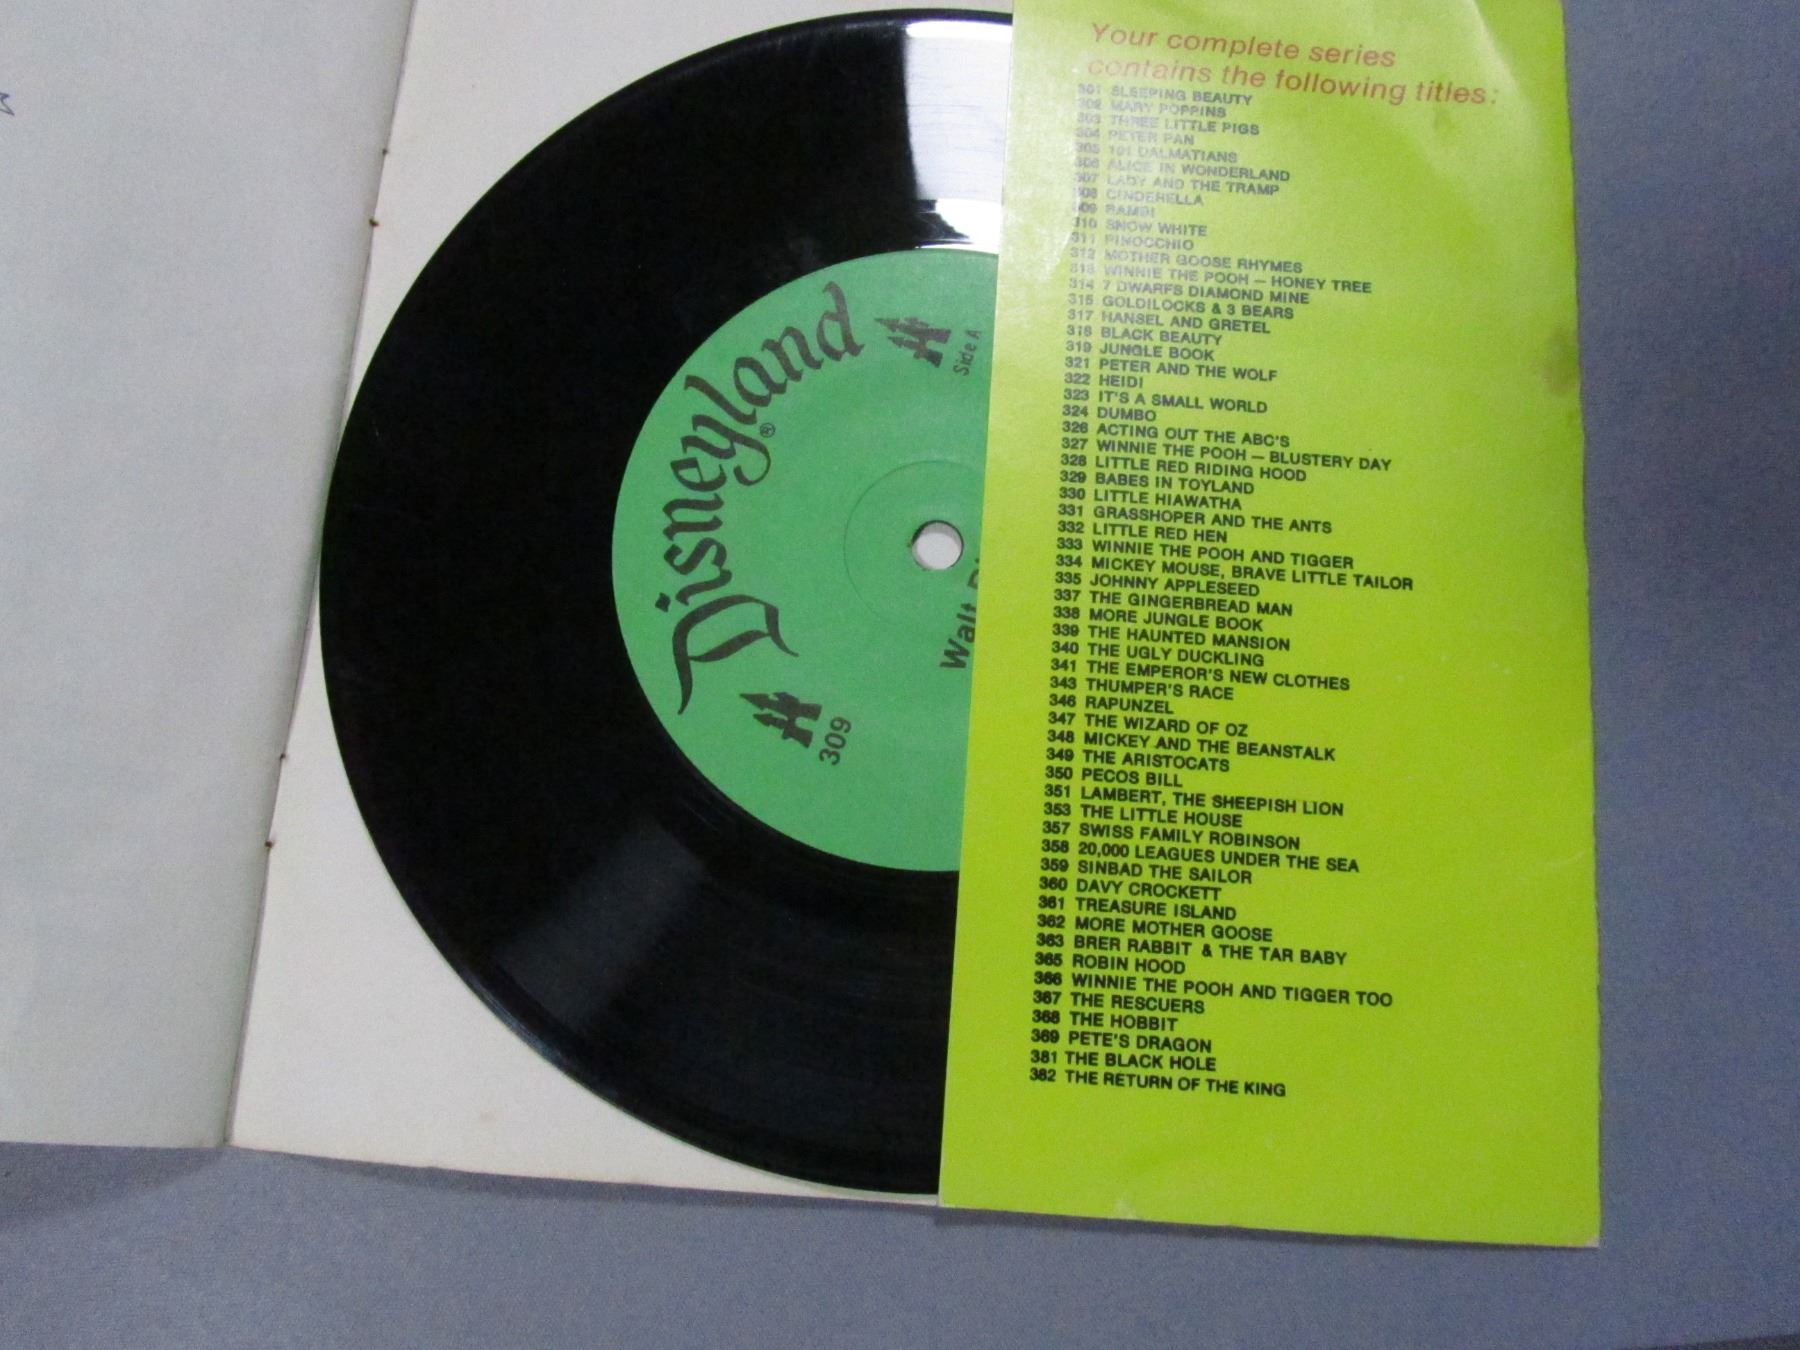 Disneyland®
Side A
309
Walt Di
Your complete series
contains the following titles:
301 SLEEPING BEAUTY
302 MARY POPPINS
303 THREE LITTLE PIGS
304 PETER PAN
305 101 DALMATIANS
306 ALICE IN WONDERLAND
307 LADY AND THE TRAMP
308 CINDERELLA
309 BAMBI
310 SNOW WHITE
311 PINOCCHIO
312 MOTHER GOOSE RHYMES
313 WINNIE THE POOH – HONEY TREE
314 7 DWARFS DIAMOND MINE
315 GOLDILOCKS & 3 BEARS
317 HANSEL AND GRETEL
318 BLACK BEAUTY
319 JUNGLE BOOK
321 PETER AND THE WOLF
322 HEIDI
323 IT'S A SMALL WORLD
324 DUMBO
326 ACTING OUT THE ABC'S
327 WINNIE THE POOH – BLUSTERY DAY
328 LITTLE RED RIDING HOOD
329 BABES IN TOYLAND
330 LITTLE HIAWATHA
331 GRASSHOPER AND THE ANTS
332 LITTLE RED HEN
333 WINNIE THE POOH AND TIGGER
334 MICKEY MOUSE, BRAVE LITTLE TAILOR
335 JOHNNY APPLESEED
337 THE GINGERBREAD MAN
338 MORE JUNGLE BOOK
339 THE HAUNTED MANSION
340 THE UGLY DUCKLING
341 THE EMPEROR'S NEW CLOTHES
343 THUMPER'S RACE
346 RAPUNZEL
347 THE WIZARD OF OZ
348 MICKEY AND THE BEANSTALK
349 THE ARISTOCATS
350 PECOS BILL
351 LAMBERT, THE SHEEPISH LION
353 THE LITTLE HOUSE
357 SWISS FAMILY ROBINSON
358 20,000 LEAGUES UNDER THE SEA
359 SINBAD THE SAILOR
360 DAVY CROCKETT
361 TREASURE ISLAND
362 MORE MOTHER GOOSE
363 BRER RABBIT & THE TAR BABY
365 ROBIN HOOD
366 WINNIE THE POOH AND TIGGER TOO
367 THE RESCUERS
368 THE HOBBIT
369 PETE'S DRAGON
381 THE BLACK HOLE
382 THE RETURN OF THE KING